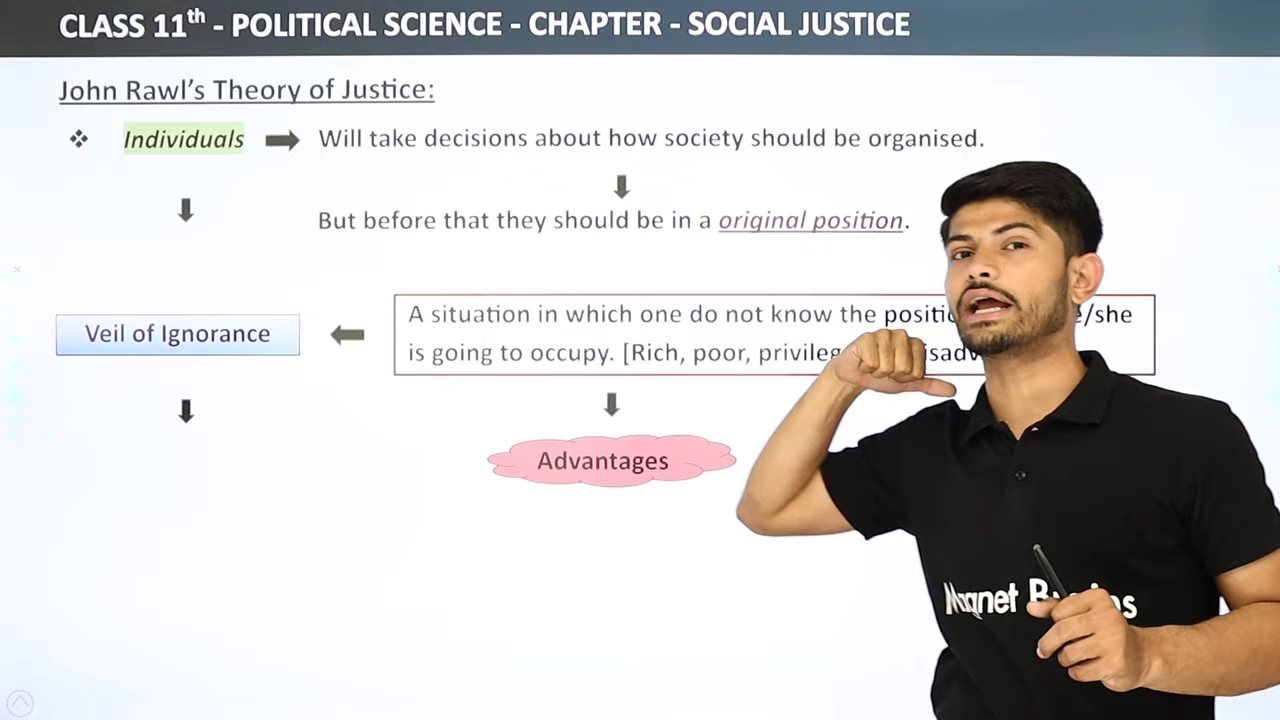 CLASS 11th - POLITICAL SCIENCE - CHAPTER - SOCIAL JUSTICE
John Rawl's Theory of Justice:
Individuals Will take decisions about how society should be organised.
But before that they should be in a original position.
A situation in which one do not know the /she
is going to occupy. [Rich, poor,
Veil of Ignorance
Advantages
Magnet